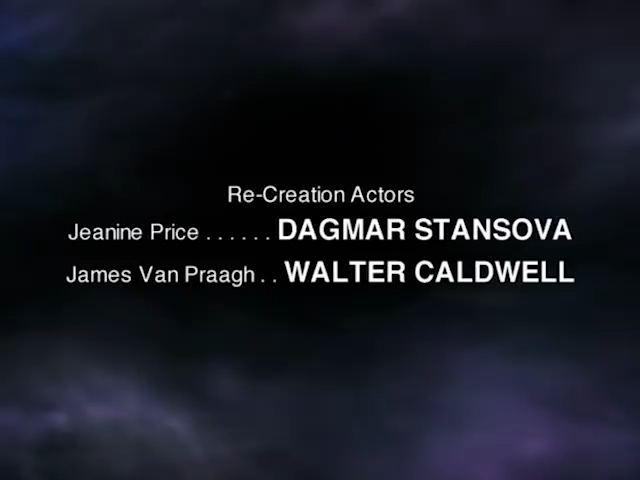 Re-Creation Actors
Jeanine Price . . . . . . DAGMAR STANSOVA
James Van Praagh . . WALTER CALDWELL